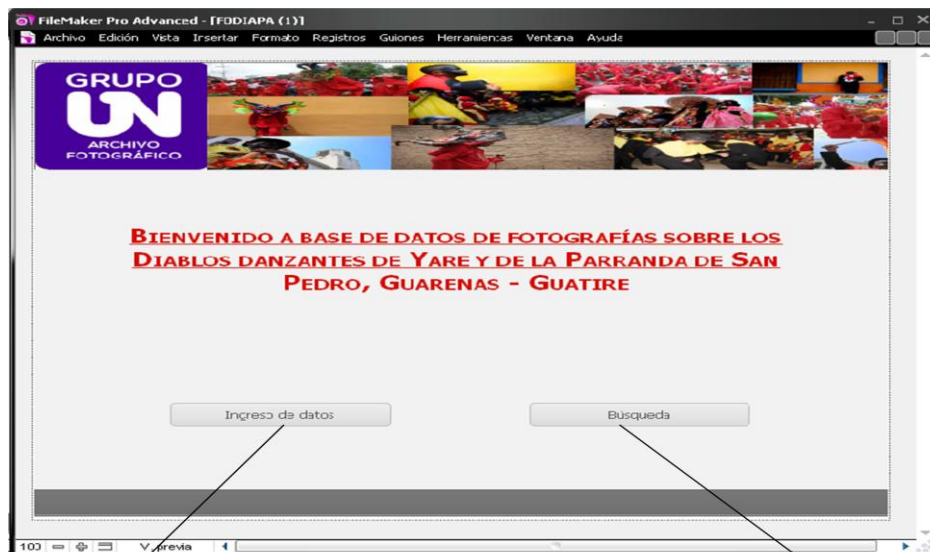 FileMaker Pro Advanced - [FODIAPA (1)]
Archivo Edición Vista Insertar Formato Registros Guiones Herramientas Ventana Ayuda
GRUPO
UN
ARCHIVO
FOTOGRÁFICO
BIENVENIDO A BASE DE DATOS DE FOTOGRAFÍAS SOBRE LOS
DIABLOS DANZANTES DE YARE Y DE LA PARRANDA DE SAN
PEDRO, GUARENAS - GUATIRE
Ingreso de datos
Búsqueda
100
V. previa